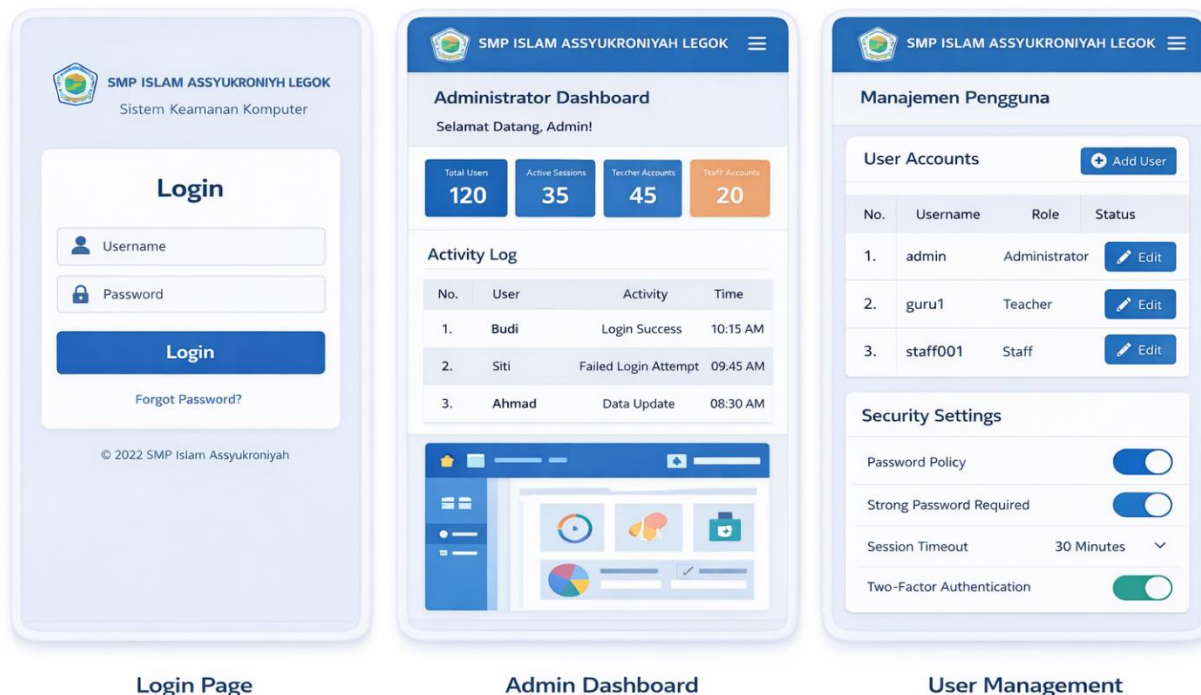 SMP ISLAM ASSYUKRONIYH LEGOK
Sistem Keamanan Komputer
Login
Username
Password
Login
Forgot Password?
© 2022 SMP Islam Assyukroniyah
Login Page
SMP ISLAM ASSYUKRONIYAH LEGOK
Administrator Dashboard
Selamat Datang, Admin!
Total Users Active Sessions Teccher Accounts Staff Accounts
120 35 45 20
Activity Log
No. User Activity Time
1. Budi Login Success 10:15 AM
2. Siti Failed Login Attempt 09.45 AM
3. Ahmad Data Update 08:30 AM
Admin Dashboard
SMP ISLAM ASSYUKRONIYAH LEGOK
Manajemen Pengguna
User Accounts Add User
No. Username Role Status
1. admin Administrator Edit
2. guru1 Teacher Edit
3. staff001 Staff Edit
Security Settings
Password Policy
Strong Password Required
Session Timeout 30 Minutes
Two-Factor Authentication
User Management